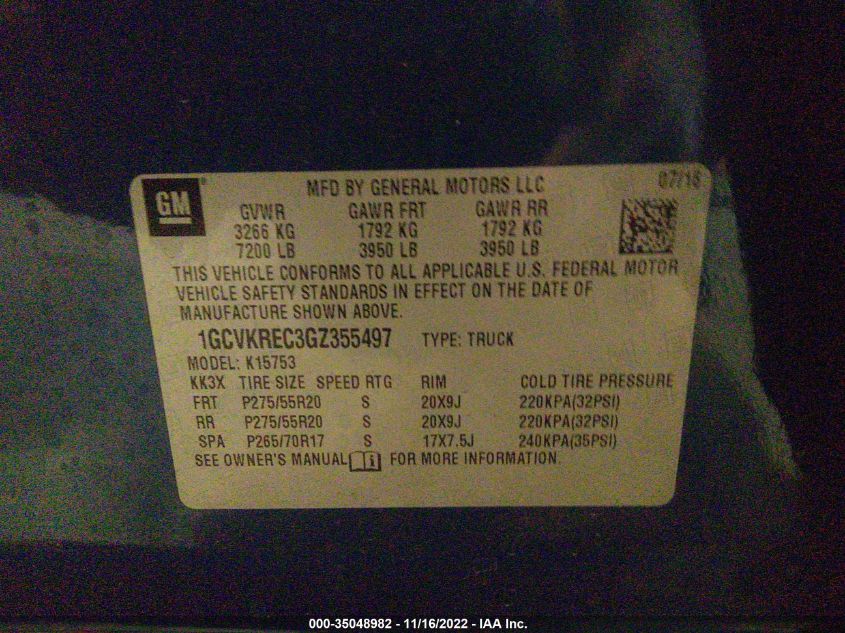 GM
MFD BY GENERAL MOTORS LLC 07/15
GVWR GAWR FRT GAWR RR
3266 KG 1792 KG 1792 KG
7200 LB 3950 LB 3950 LB
THIS VEHICLE CONFORMS TO ALL APPLICABLE U.S. FEDERAL MOTOR
VEHICLE SAFETY STANDARDS IN EFFECT ON THE DATE OF
MANUFACTURE SHOWN ABOVE.
1GCVKREC3GZ355497 TYPE: TRUCK
MODEL: K15753
KK3X TIRE SIZE SPEED RTG RIM COLD TIRE PRESSURE
FRT P275/55R20 S 20X9J 220KPA(32PSI)
RR P275/55R20 S 20X9J 220KPA(32PSI)
SPA P265/70R17 S 17X7.5J 240KPA(35PSI)
SEE OWNER'S MANUAL FOR MORE INFORMATION.
000-35048982 - 11/16/2022 - IAA Inc.